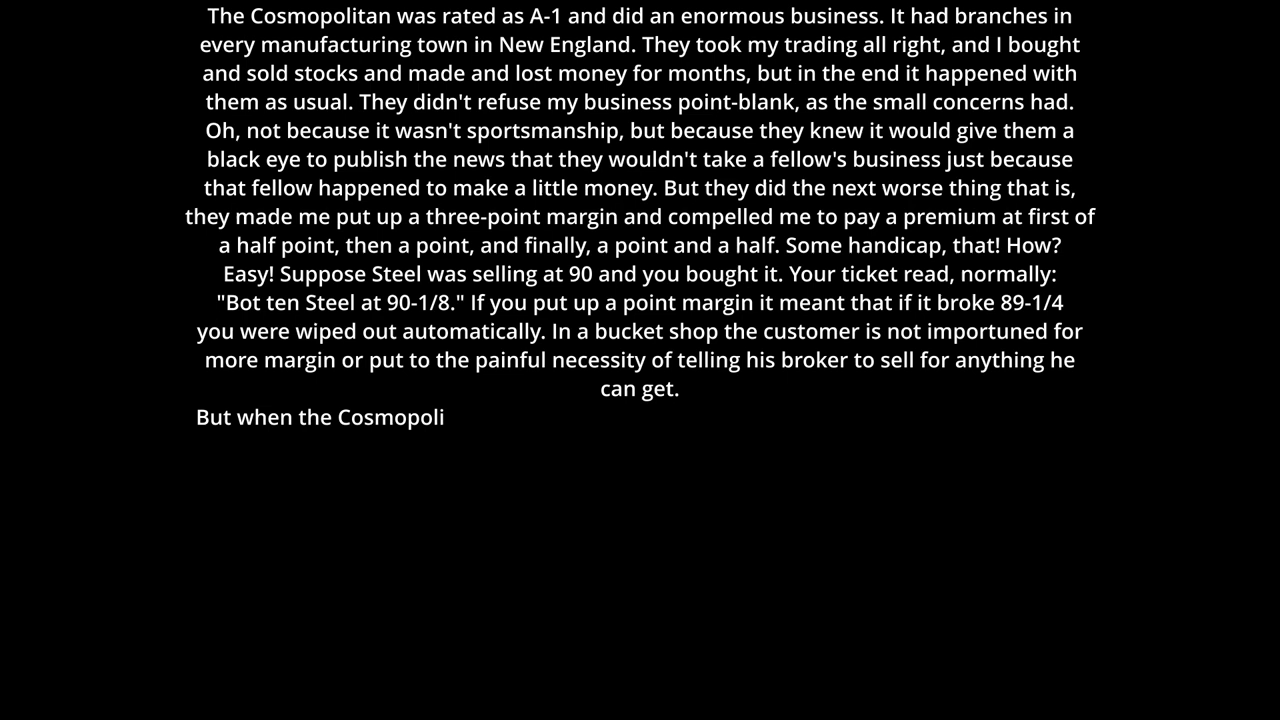 The Cosmopolitan was rated as A-1 and did an enormous business. It had branches in
every manufacturing town in New England. They took my trading all right, and I bought
and sold stocks and made and lost money for months, but in the end it happened with
them as usual. They didn't refuse my business point-blank, as the small concerns had.
Oh, not because it wasn't sportsmanship, but because they knew it would give them a
black eye to publish the news that they wouldn't take a fellow's business just because
that fellow happened to make a little money. But they did the next worse thing that is,
they made me put up a three-point margin and compelled me to pay a premium at first of
a half point, then a point, and finally, a point and a half. Some handicap, that! How?
Easy! Suppose Steel was selling at 90 and you bought it. Your ticket read, normally:
"Bot ten Steel at 90-1/8." If you put up a point margin it meant that if it broke 89-1/4
you were wiped out automatically. In a bucket shop the customer is not importuned for
more margin or put to the painful necessity of telling his broker to sell for anything he
can get.
But when the Cosmopoli